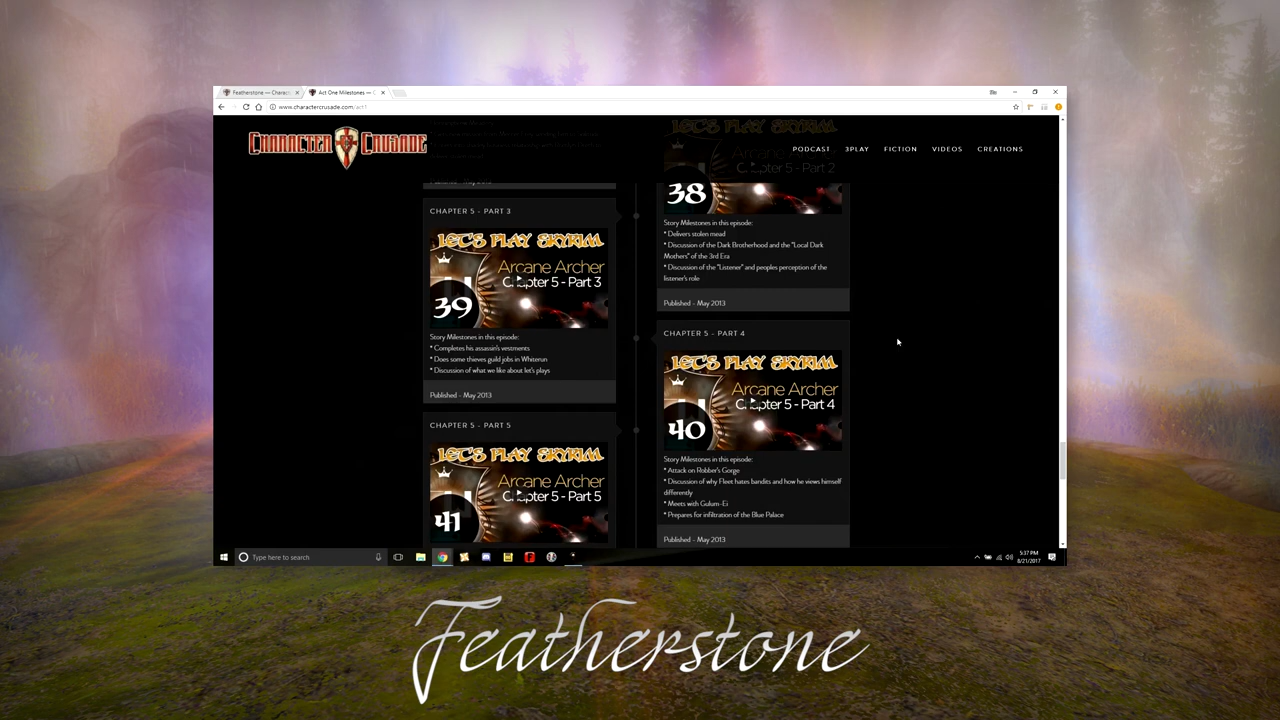 Featherstone — Charac
Act One Milestones — C
www.charactercrusade.com/act1
CHARACTER CRUSADE
PODCAST
3PLAY
FICTION
VIDEOS
CREATIONS
LET'S PLAY SKYRIM
Chapter 5 - Part 2
38
Story Milestones in this episode:
* Delivers stolen mead
* Discussion of the Dark Brotherhood and the "Local Dark
Mothers" of the 3rd Era
* Discussion of the "Listener" and peoples perception of the
listener's role
Published - May 2013
CHAPTER 5 - PART 3
LET'S PLAY SKYRIM
Arcane Archer
Chapter 5 - Part 3
39
Story Milestones in this episode:
* Completes his assassin's vestments
* Does some thieves guild jobs in Whiterun
* Discussion of what we like about let's plays
Published - May 2013
CHAPTER 5 - PART 4
LET'S PLAY SKYRIM
Arcane Archer
Chapter 5 - Part 4
40
Story Milestones in this episode:
* Attack on Robber's Gorge
* Discussion of why Fleet hates bandits and how he views himself
differently
* Meets with Gulum-Ei
* Prepares for infiltration of the Blue Palace
Published - May 2013
CHAPTER 5 - PART 5
LET'S PLAY SKYRIM
Arcane Archer
Chapter 5 - Part 5
41
Type here to search
5:37 PM
8/21/2017
Featherstone